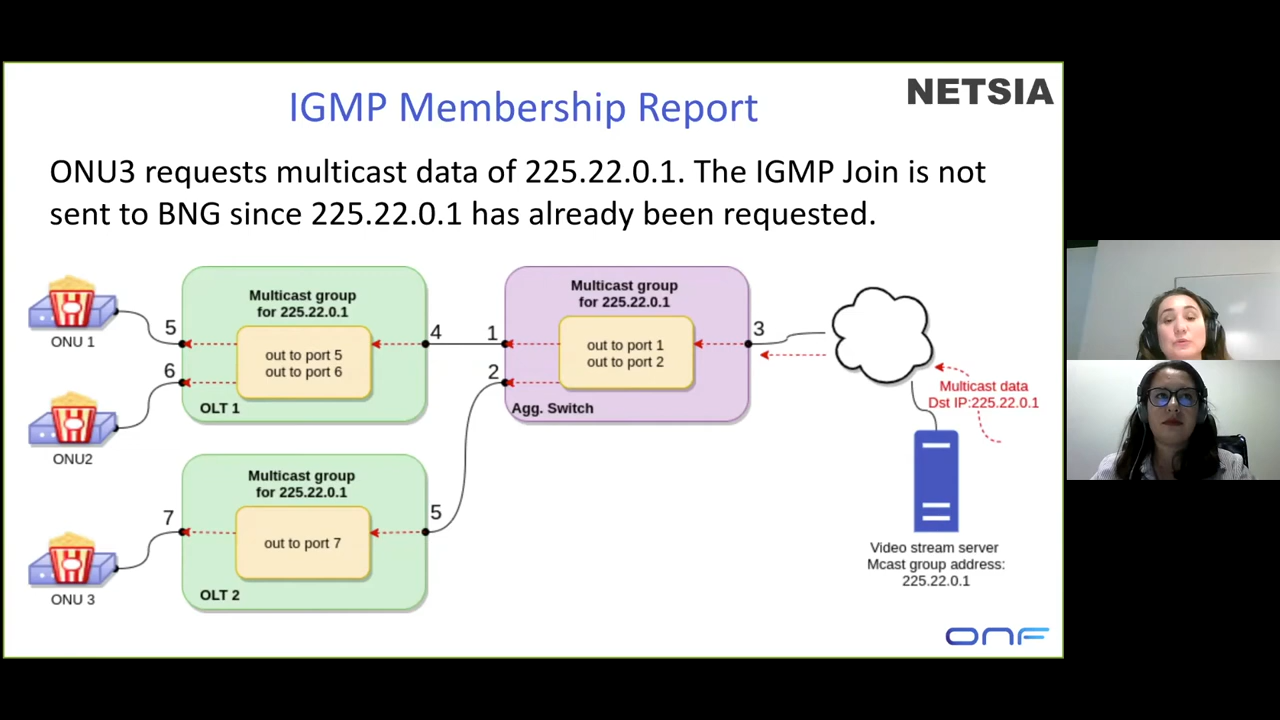 IGMP Membership Report
NETSIA
ONU3 requests multicast data of 225.22.0.1. The IGMP Join is not
sent to BNG since 225.22.0.1 has already been requested.
ONU 1
ONU2
ONU 3
5
6
Multicast group
for 225.22.0.1
out to port 5
out to port 6
OLT 1
4
7
Multicast group
for 225.22.0.1
out to port 7
OLT 2
5
1
2
Multicast group
for 225.22.0.1
out to port 1
out to port 2
Agg. Switch
3
Multicast data
Dst IP:225.22.0.1
Video stream server
Mcast group address:
225.22.0.1
ONF